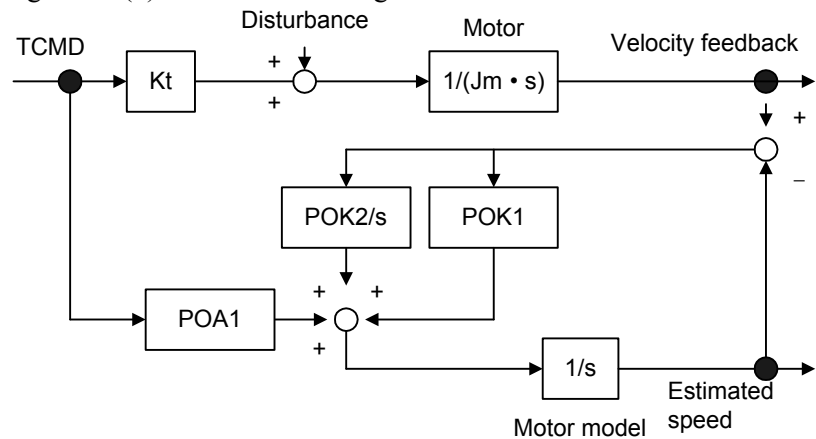 Disturbance
TCMD
Motor
Velocity feedback
+
Kt
1/(Jm • s)
+
+
−
POK2/s
POK1
+
+
POA1
+
1/s
Estimated
speed
Motor model